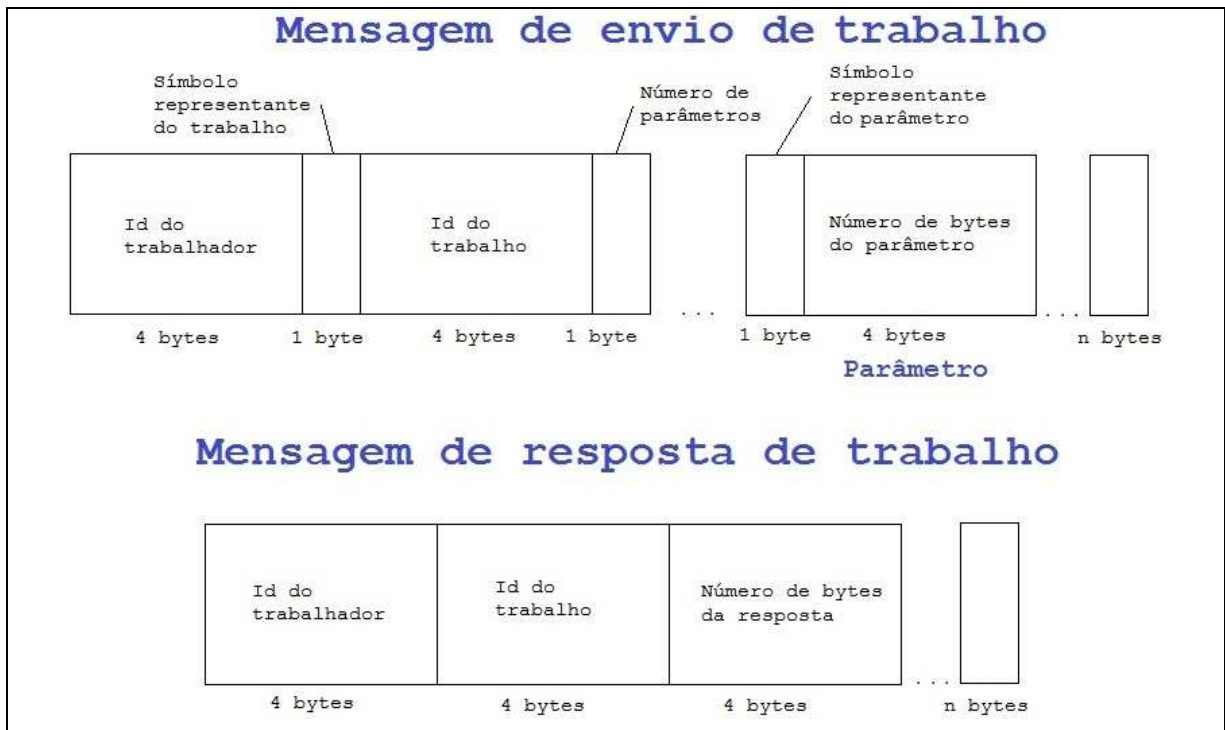 Mensagem de envio de trabalho
Símbolo
representante
do trabalho
Número de
parâmetros
Símbolo
representante
do parâmetro
Id do
trabalhador
Id do
trabalho
Número de bytes
do parâmetro
4 bytes
1 byte
4 bytes
1 byte
...
1 byte
4 bytes
...
n bytes
Parâmetro
Mensagem de resposta de trabalho
Id do
trabalhador
Id do
trabalho
Número de bytes
da resposta
...
4 bytes
4 bytes
4 bytes
n bytes